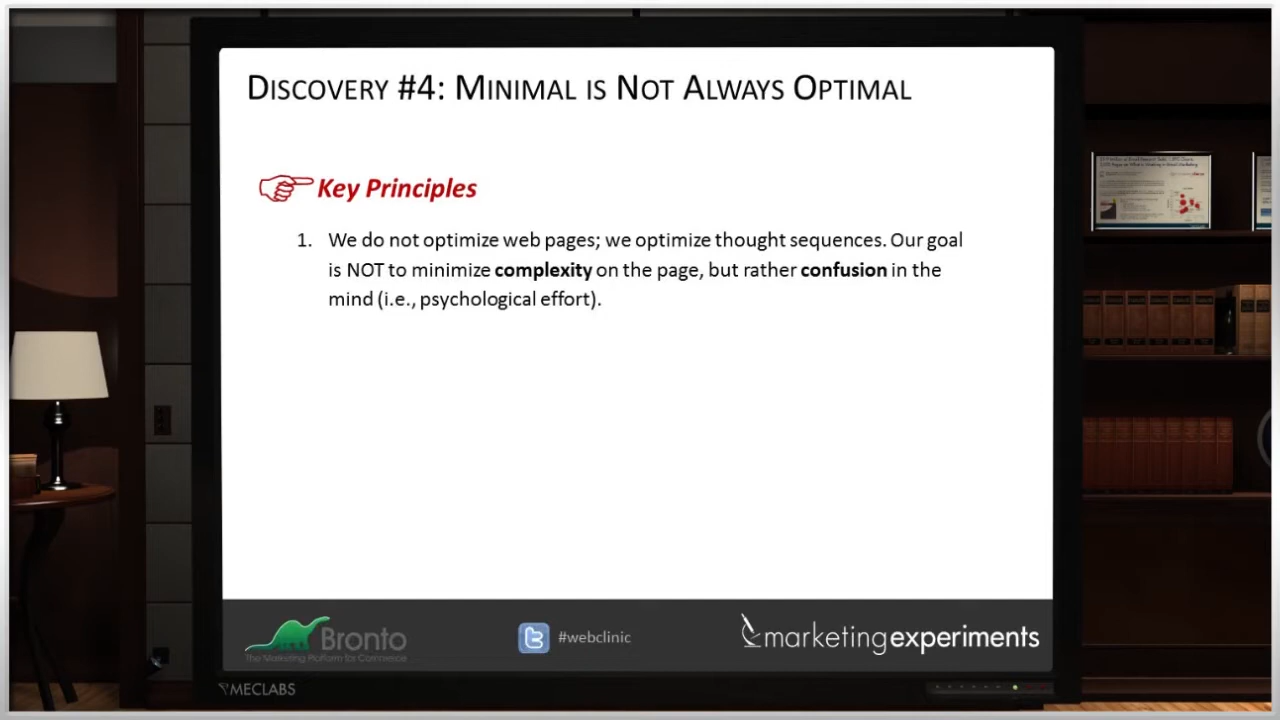 DISCOVERY #4: MINIMAL IS NOT ALWAYS OPTIMAL
Key Principles
1. We do not optimize web pages; we optimize thought sequences. Our goal
is NOT to minimize complexity on the page, but rather confusion in the
mind (i.e., psychological effort).
Bronto
The Marketing Platform for Commerce
#webclinic
marketingexperiments
MECLABS